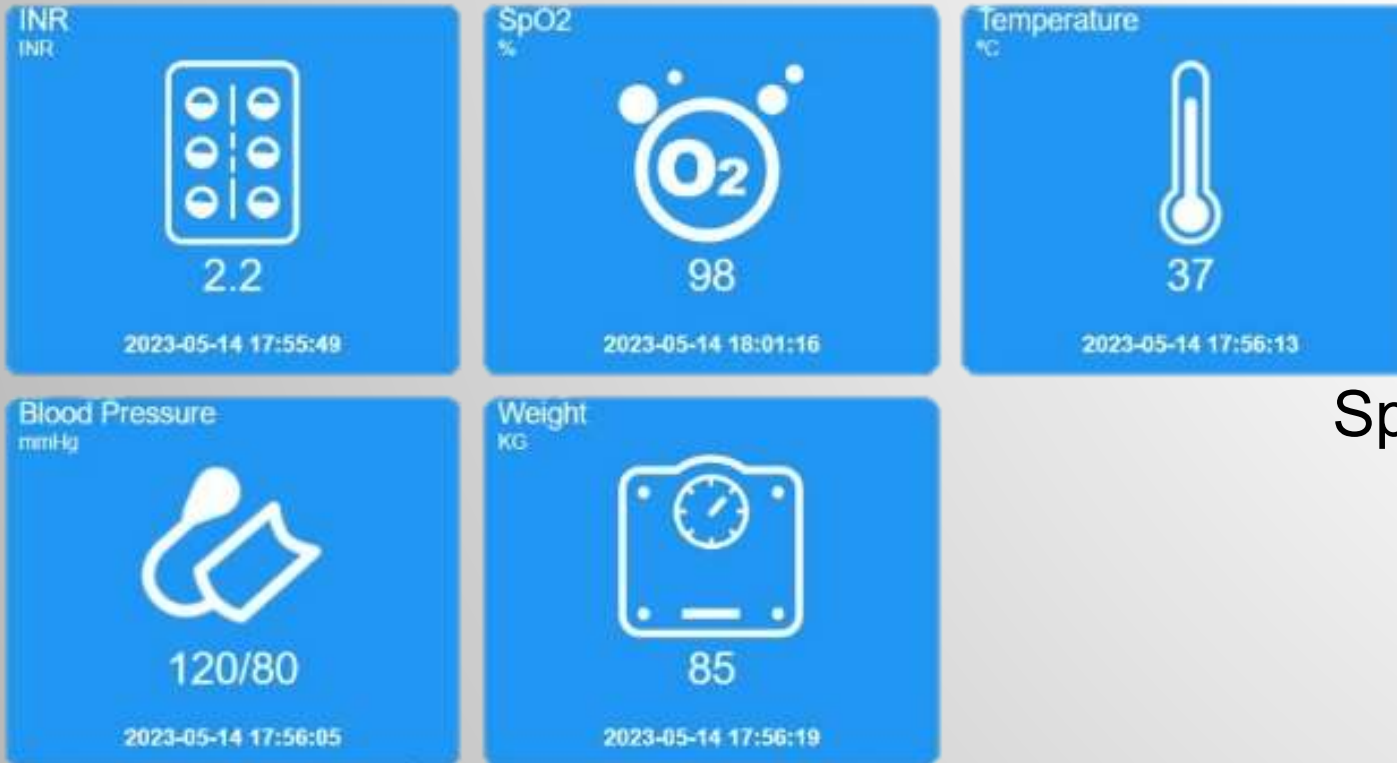 INR
INR
2.2
2023-05-14 17:55:49
SpO2
%
O2
98
2023-05-14 18:01:16
Temperature
°C
37
2023-05-14 17:56:13
Blood Pressure
mmHg
120/80
2023-05-14 17:56:05
Weight
KG
85
2023-05-14 17:56:19